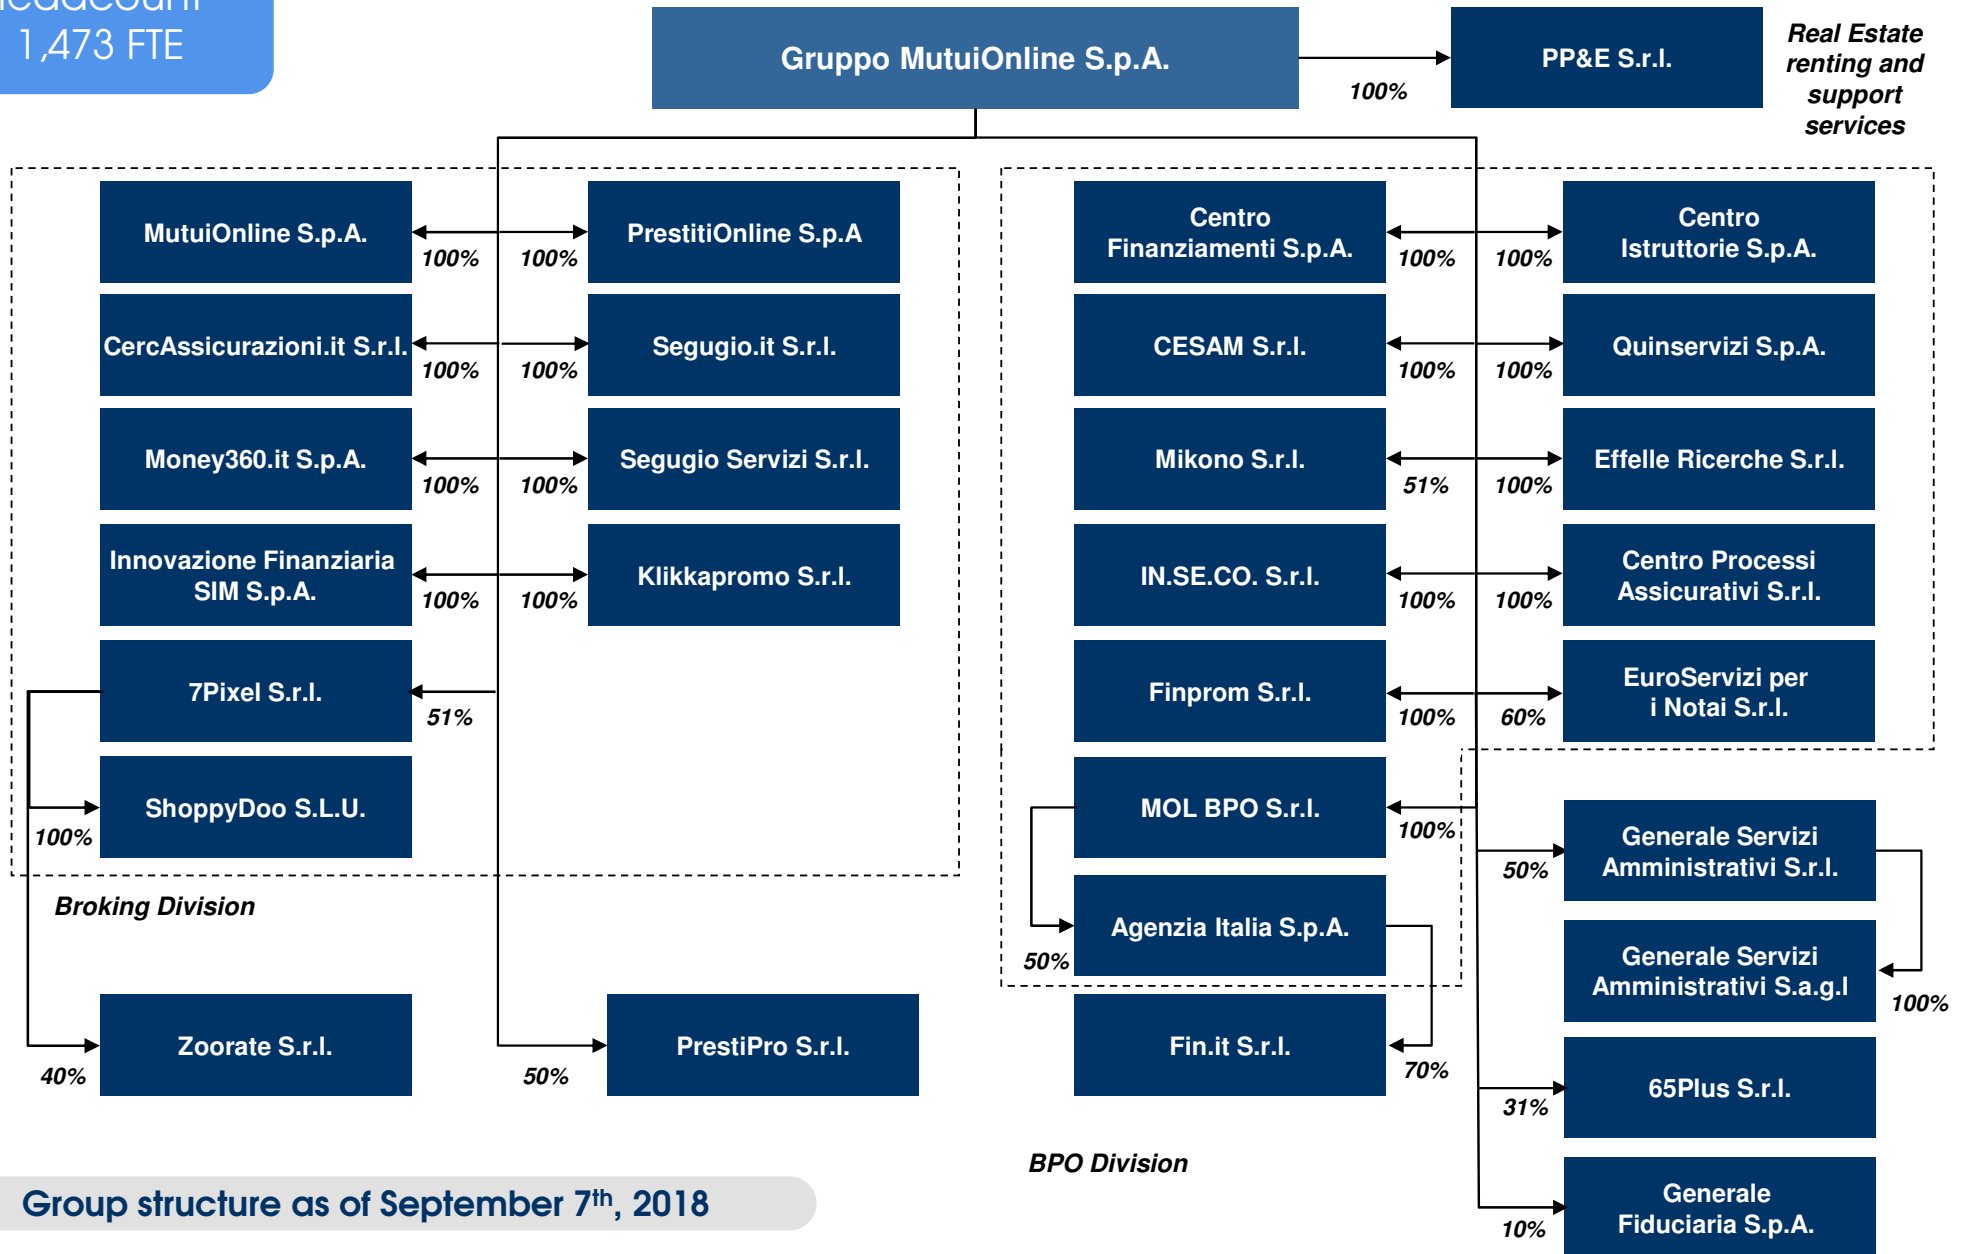 1,473 FTE
Gruppo MutuiOnline S.p.A.
100%
PP&E S.r.l.
Real Estate
renting and
support
services
MutuiOnline S.p.A.
100%
100%
PrestitiOnline S.p.A
CercAssicurazioni.it S.r.l.
100%
100%
Segugio.it S.r.l.
Money360.it S.p.A.
100%
100%
Segugio Servizi S.r.l.
Innovazione Finanziaria
SIM S.p.A.
100%
100%
Klikkapromo S.r.l.
7Pixel S.r.l.
51%
ShoppyDoo S.L.U.
100%
Broking Division
Zoorate S.r.l.
40%
50%
PrestiPro S.r.l.
Centro
Finanziamenti S.p.A.
100%
100%
Centro
Istruttorie S.p.A.
CESAM S.r.l.
100%
100%
Quinservizi S.p.A.
Mikono S.r.l.
51%
100%
Effelle Ricerche S.r.l.
IN.SE.CO. S.r.l.
100%
100%
Centro Processi
Assicurativi S.r.l.
Finprom S.r.l.
100%
60%
EuroServizi per
i Notai S.r.l.
MOL BPO S.r.l.
100%
50%
Generale Servizi
Amministrativi S.r.l.
Agenzia Italia S.p.A.
50%
Generale Servizi
Amministrativi S.a.g.l
100%
Fin.it S.r.l.
70%
65Plus S.r.l.
31%
BPO Division
Generale
Fiduciaria S.p.A.
10%
Group structure as of September 7th, 2018